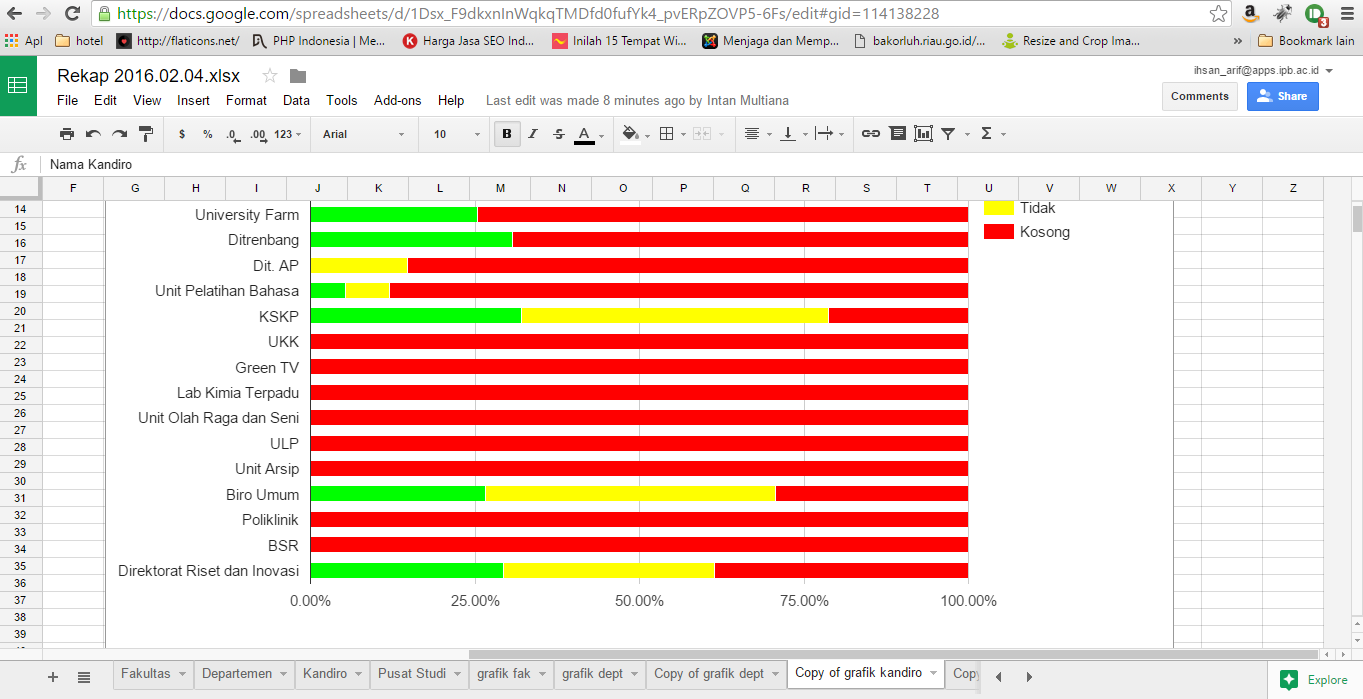 https://docs.google.com/spreadsheets/d/1Dsx_F9dkxnInWqkqTMDfd0fufYk4_pvERpZOVP5-6Fs/edit#gid=114138228
Apl hotel http://flaticons.net/ PHP Indonesia | Me... Harga Jasa SEO Ind... Inilah 15 Tempat Wi... Menjaga dan Memp... bakorluh.riau.go.id/... Resize and Crop Ima... » Bookmark lain
Rekap 2016.02.04.xlsx
ihsan_arif@apps.ipb.ac.id
File Edit View Insert Format Data Tools Add-ons Help Last edit was made 8 minutes ago by Intan Multiana
Comments Share
$ % .0 .00 123 Arial 10 B I S A Σ
fx Nama Kandiro
F G H I J K L M N O P Q R S T U V W X Y Z
14
15
16
17
18
19
20
21
22
23
24
25
26
27
28
29
30
31
32
33
34
35
36
37
38
39
University Farm
Ditrenbang
Dit. AP
Unit Pelatihan Bahasa
KSKP
UKK
Green TV
Lab Kimia Terpadu
Unit Olah Raga dan Seni
ULP
Unit Arsip
Biro Umum
Poliklinik
BSR
Direktorat Riset dan Inovasi
0.00% 25.00% 50.00% 75.00% 100.00%
Tidak
Kosong
Fakultas Departemen Kandiro Pusat Studi grafik fak grafik dept Copy of grafik dept Copy of grafik kandiro Copy
Explore